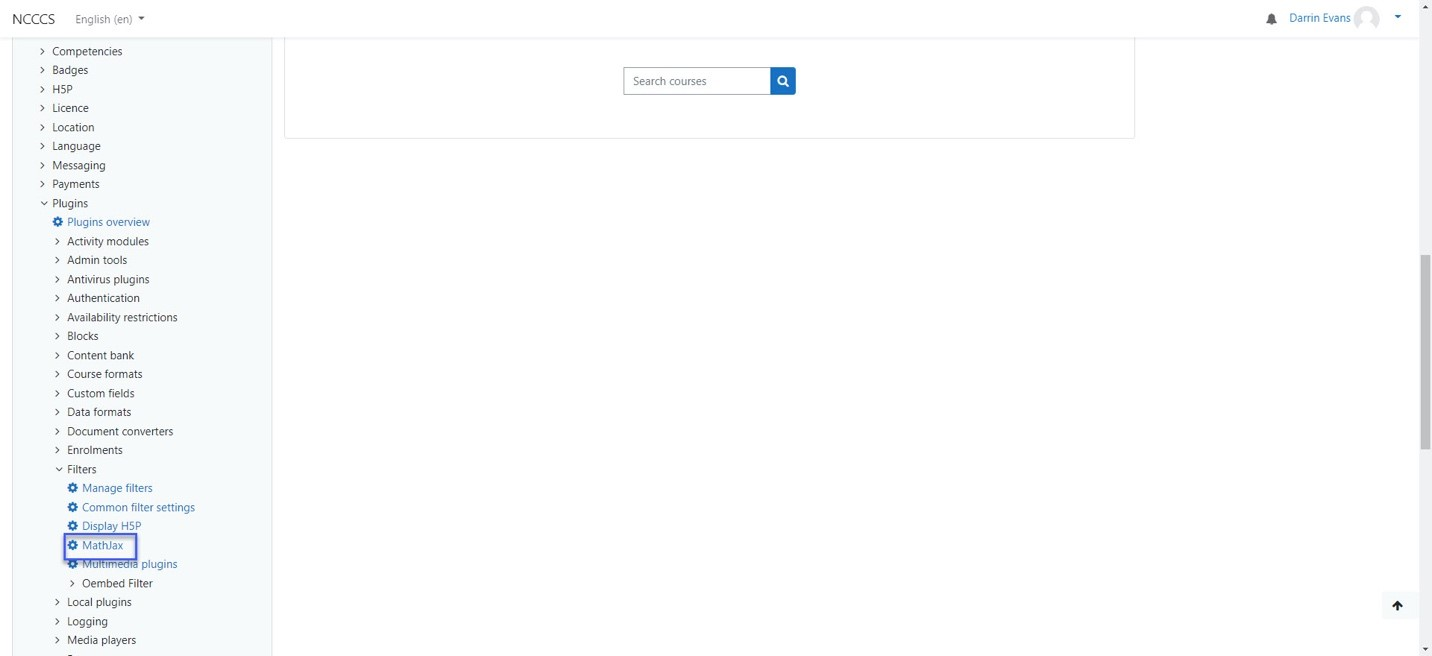 NCCCS English (en) Darrin Evans
Competencies
Badges
H5P
Licence
Location
Language
Messaging
Payments
Plugins
Plugins overview
Activity modules
Admin tools
Antivirus plugins
Authentication
Availability restrictions
Blocks
Content bank
Course formats
Custom fields
Data formats
Document converters
Enrolments
Filters
Manage filters
Common filter settings
Display H5P
MathJax
Multimedia plugins
Oembed Filter
Local plugins
Logging
Media players
Search courses